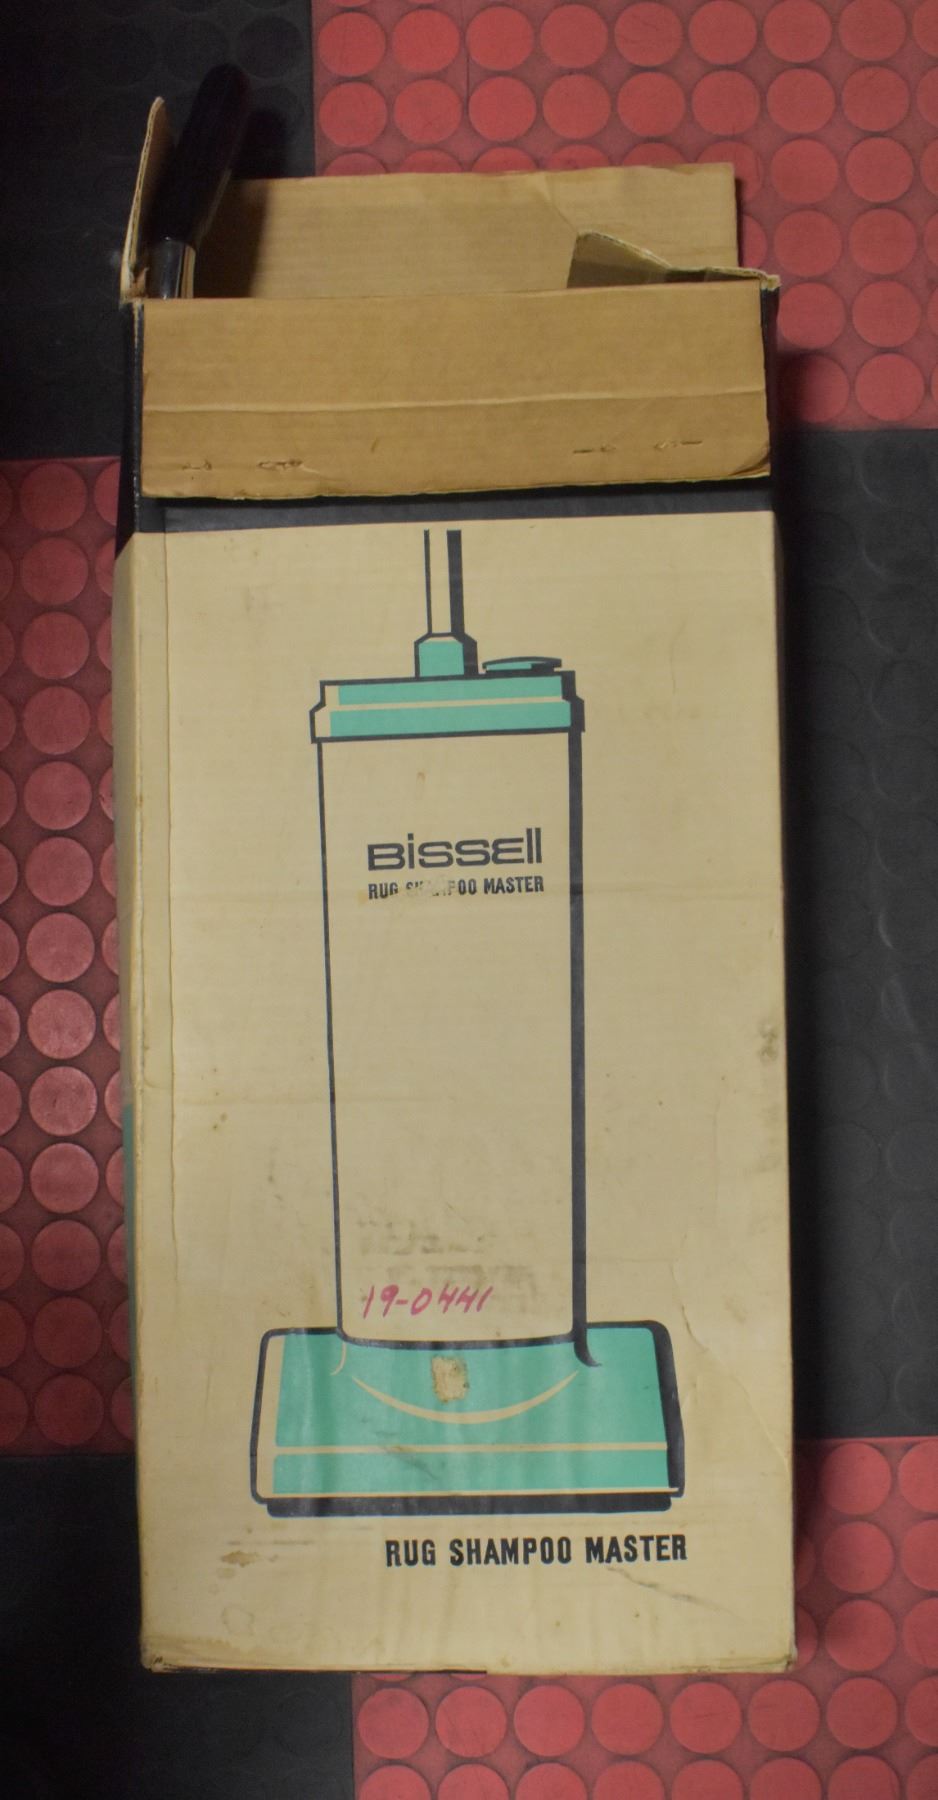 BISSELL
RUG SHAMPOO MASTER
19-0441
RUG SHAMPOO MASTER